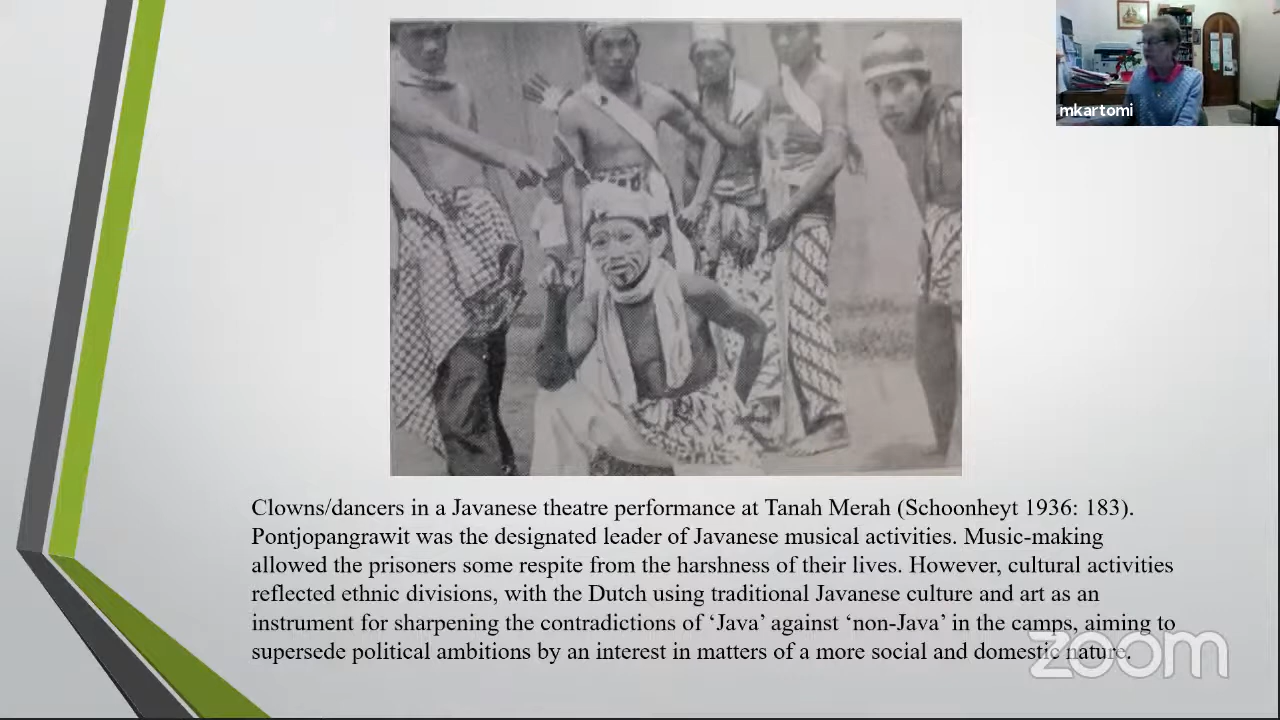 mkartomi
Clowns/dancers in a Javanese theatre performance at Tanah Merah (Schoonheyt 1936: 183).
Pontjopangrawit was the designated leader of Javanese musical activities. Music-making
allowed the prisoners some respite from the harshness of their lives. However, cultural activities
reflected ethnic divisions, with the Dutch using traditional Javanese culture and art as an
instrument for sharpening the contradictions of ‘Java’ against ‘non-Java’ in the camps, aiming to
supersede political ambitions by an interest in matters of a more social and domestic nature.
zoom